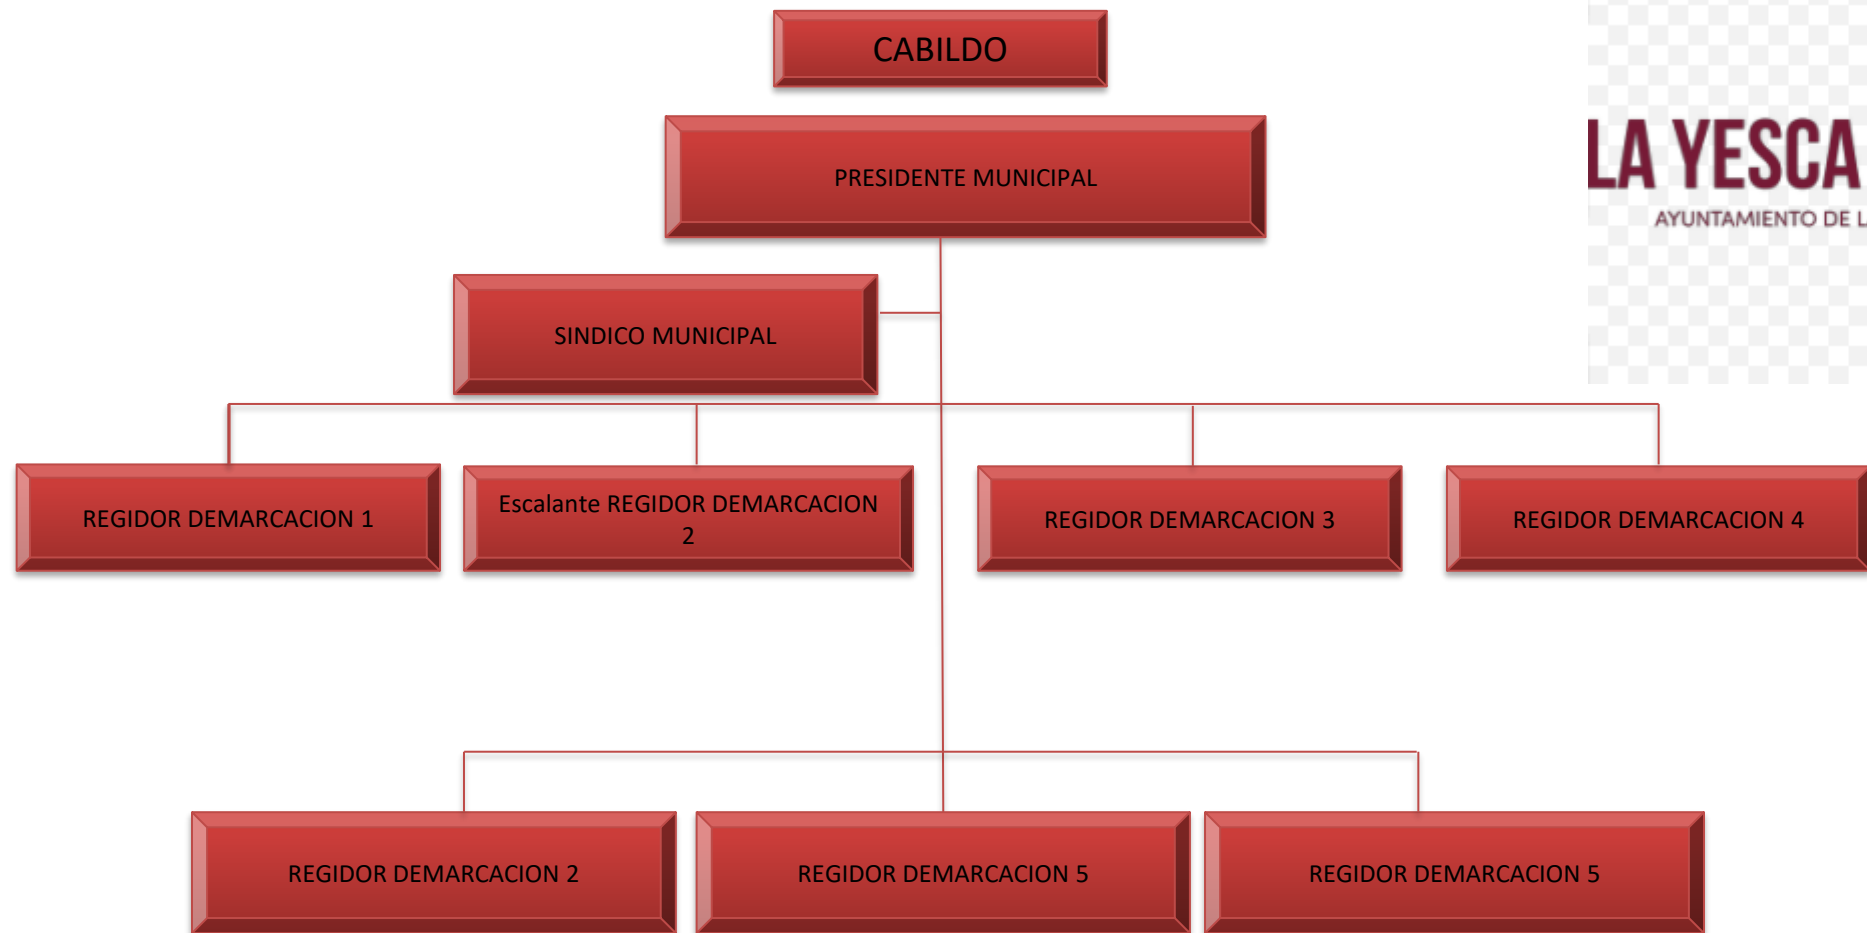 CABILDO
PRESIDENTE MUNICIPAL
LA YESCA
AYUNTAMIENTO DE LA
SINDICO MUNICIPAL
REGIDOR DEMARCACION 1
Escalante REGIDOR DEMARCACION
2
REGIDOR DEMARCACION 3
REGIDOR DEMARCACION 4
REGIDOR DEMARCACION 2
REGIDOR DEMARCACION 5
REGIDOR DEMARCACION 5